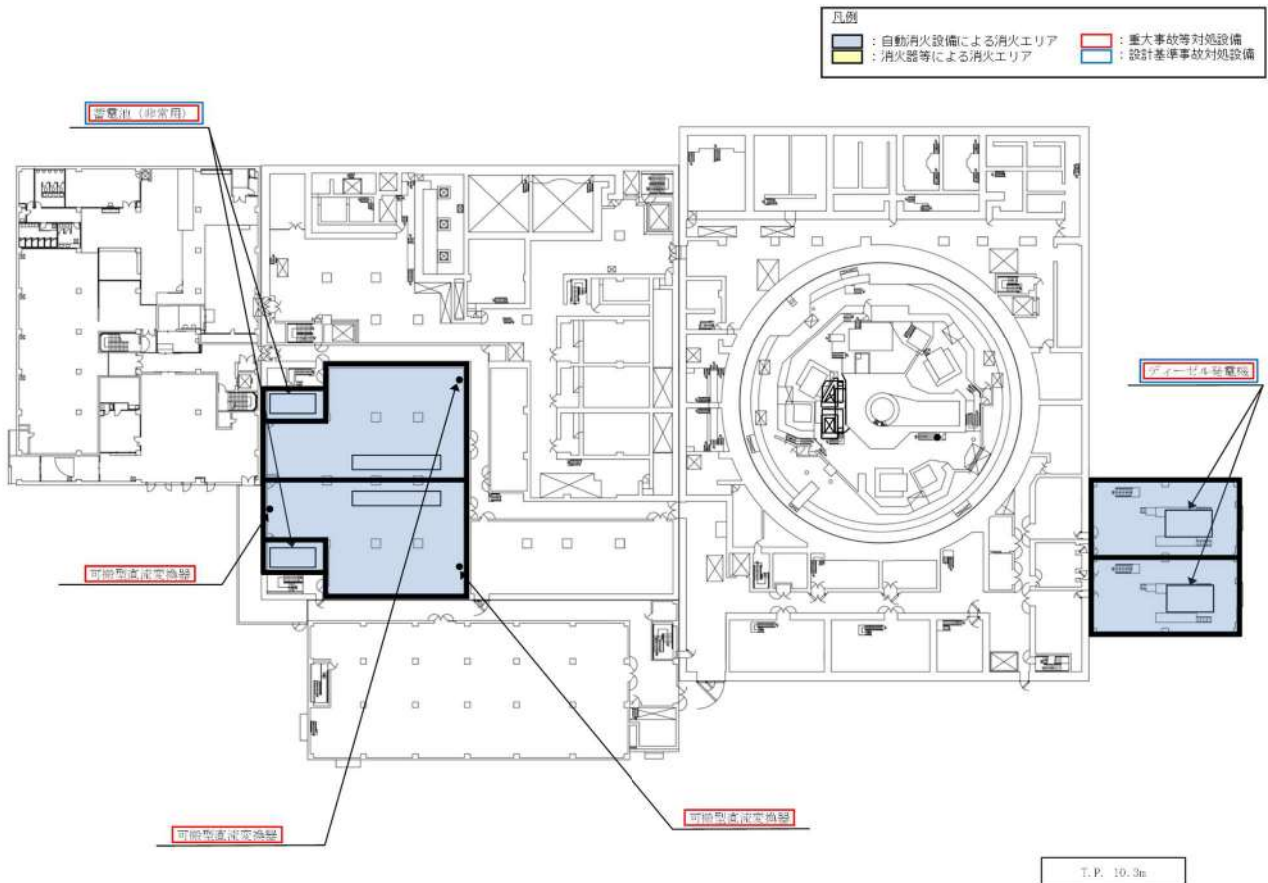 凡例
：自動消火設備による消火エリア
：重大事故等対処設備
：消火器等による消火エリア
：設計基準事故対処設備
蓄電池（非常用）
ディーゼル発電機
可搬型直流変換器
可搬型直流変換器
可搬型直流変換器
T.P. 10.3m